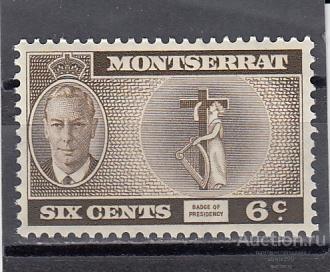 MONTSERRAT
BADGE OF
PRESIDENCY
SIX CENTS 6c